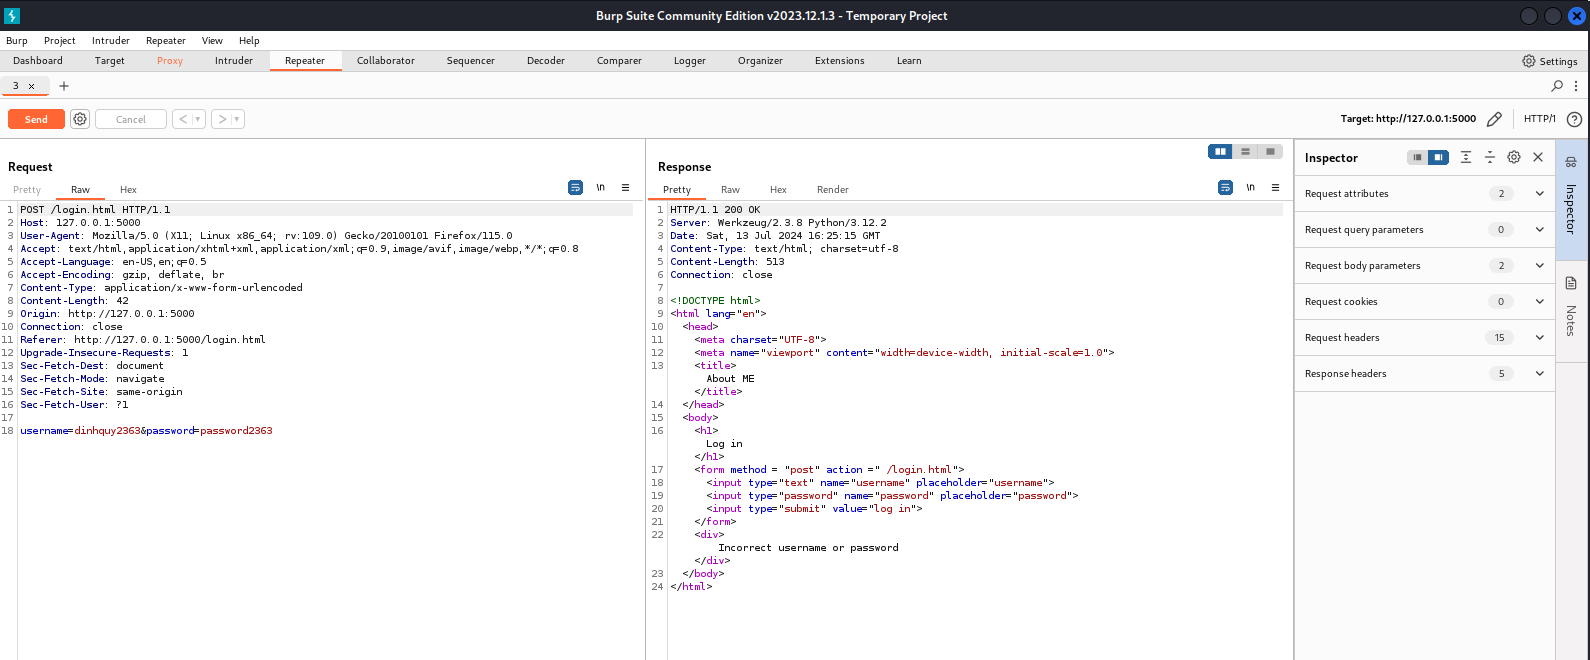 Burp Suite Community Edition v2023.12.1.3 - Temporary Project
Burp Project Intruder Repeater View Help
Dashboard Target Proxy Intruder Repeater Collaborator Sequencer Decoder Comparer Logger Organizer Extensions Learn Settings
3 × +
Send Cancel < > Target: http://127.0.0.1:5000 HTTP/1 ?
Request
Pretty Raw Hex \n
1 POST /login.html HTTP/1.1
2 Host: 127.0.0.1:5000
3 User-Agent: Mozilla/5.0 (X11; Linux x86_64; rv:109.0) Gecko/20100101 Firefox/115.0
4 Accept: text/html,application/xhtml+xml,application/xml;q=0.9,image/avif,image/webp,*/*;q=0.8
5 Accept-Language: en-US,en;q=0.5
6 Accept-Encoding: gzip, deflate, br
7 Content-Type: application/x-www-form-urlencoded
8 Content-Length: 42
9 Origin: http://127.0.0.1:5000
10 Connection: close
11 Referer: http://127.0.0.1:5000/login.html
12 Upgrade-Insecure-Requests: 1
13 Sec-Fetch-Dest: document
14 Sec-Fetch-Mode: navigate
15 Sec-Fetch-Site: same-origin
16 Sec-Fetch-User: ?1
17
18 username=dinhquy2363&password=password2363
Response
Pretty Raw Hex Render \n
1 HTTP/1.1 200 OK
2 Server: Werkzeug/2.3.8 Python/3.12.2
3 Date: Sat, 13 Jul 2024 16:25:15 GMT
4 Content-Type: text/html; charset=utf-8
5 Content-Length: 513
6 Connection: close
7
8 <!DOCTYPE html>
9 <html lang="en">
10 <head>
11 <meta charset="UTF-8">
12 <meta name="viewport" content="width=device-width, initial-scale=1.0">
13 <title>
About ME
</title>
14 </head>
15 <body>
16 <h1>
Log in
</h1>
17 <form method = "post" action =" /login.html">
18 <input type="text" name="username" placeholder="username">
19 <input type="password" name="password" placeholder="password">
20 <input type="submit" value="log in">
21 </form>
22 <div>
Incorrect username or password
</div>
23 </body>
24 </html>
Inspector
Request attributes 2
Request query parameters 0
Request body parameters 2
Request cookies 0
Request headers 15
Response headers 5
Inspector
Notes